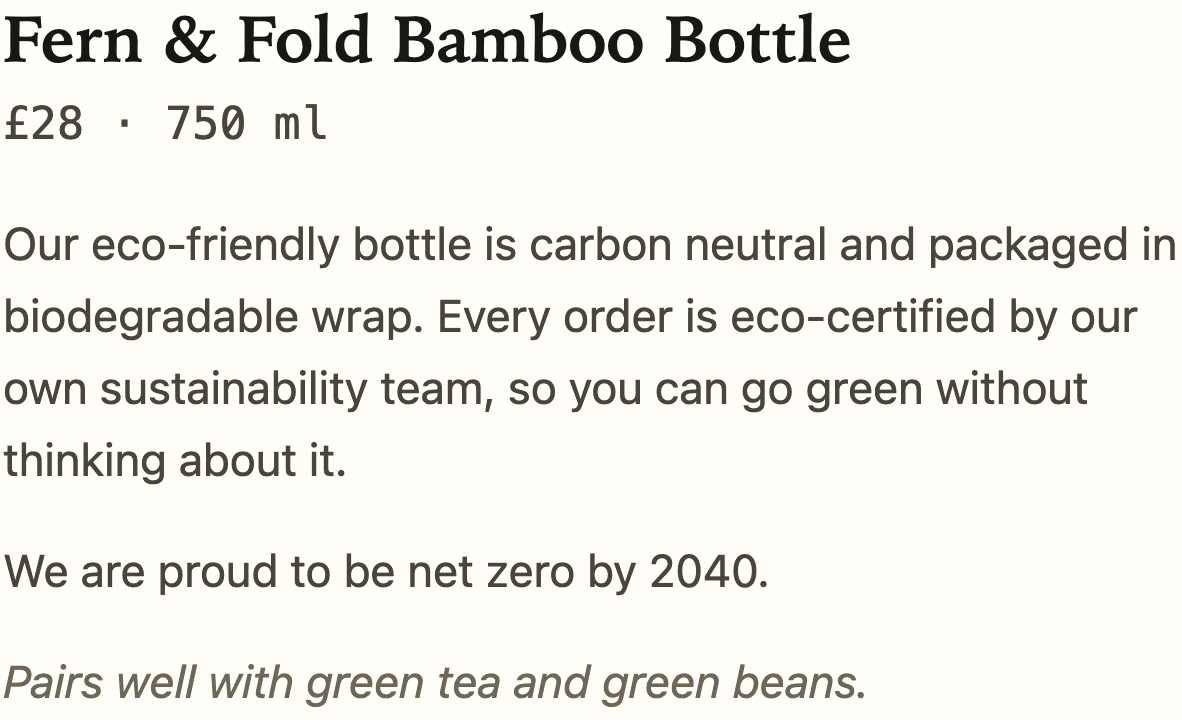 Fern & Fold Bamboo Bottle
£28 · 750 ml
Our eco-friendly bottle is carbon neutral and packaged in
biodegradable wrap. Every order is eco-certified by our
own sustainability team, so you can go green without
thinking about it.
We are proud to be net zero by 2040.
Pairs well with green tea and green beans.